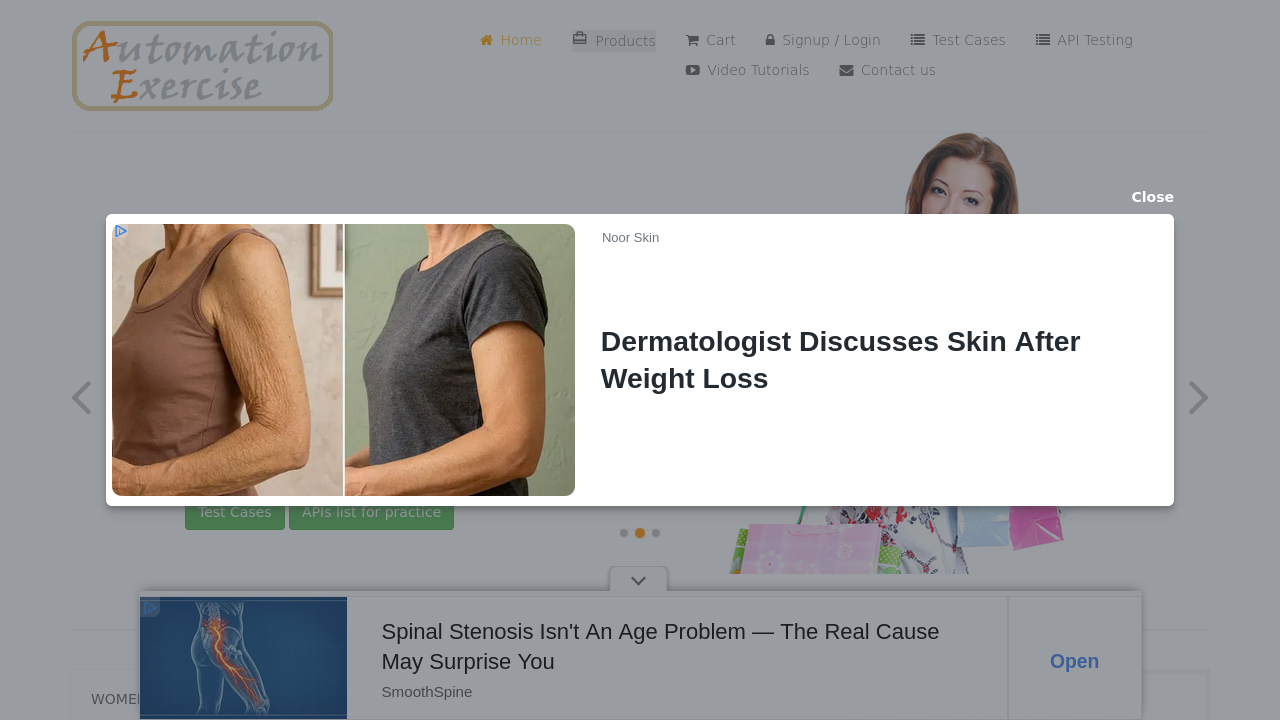 Automation
Exercise
Home
Products
Cart
Signup / Login
Test Cases
API Testing
Video Tutorials
Contact us
Close
Noor Skin
Dermatologist Discusses Skin After
Weight Loss
Test Cases
APIs list for practice
Spinal Stenosis Isn't An Age Problem — The Real Cause
May Surprise You
SmoothSpine
Open